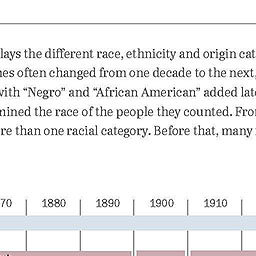 lays the different race, ethnicity and origin cat
es often changed from one decade to the next,
with “Negro” and “African American” added late
mined the race of the people they counted. Fro
re than one racial category. Before that, many
70 1880 1890 1900 1910